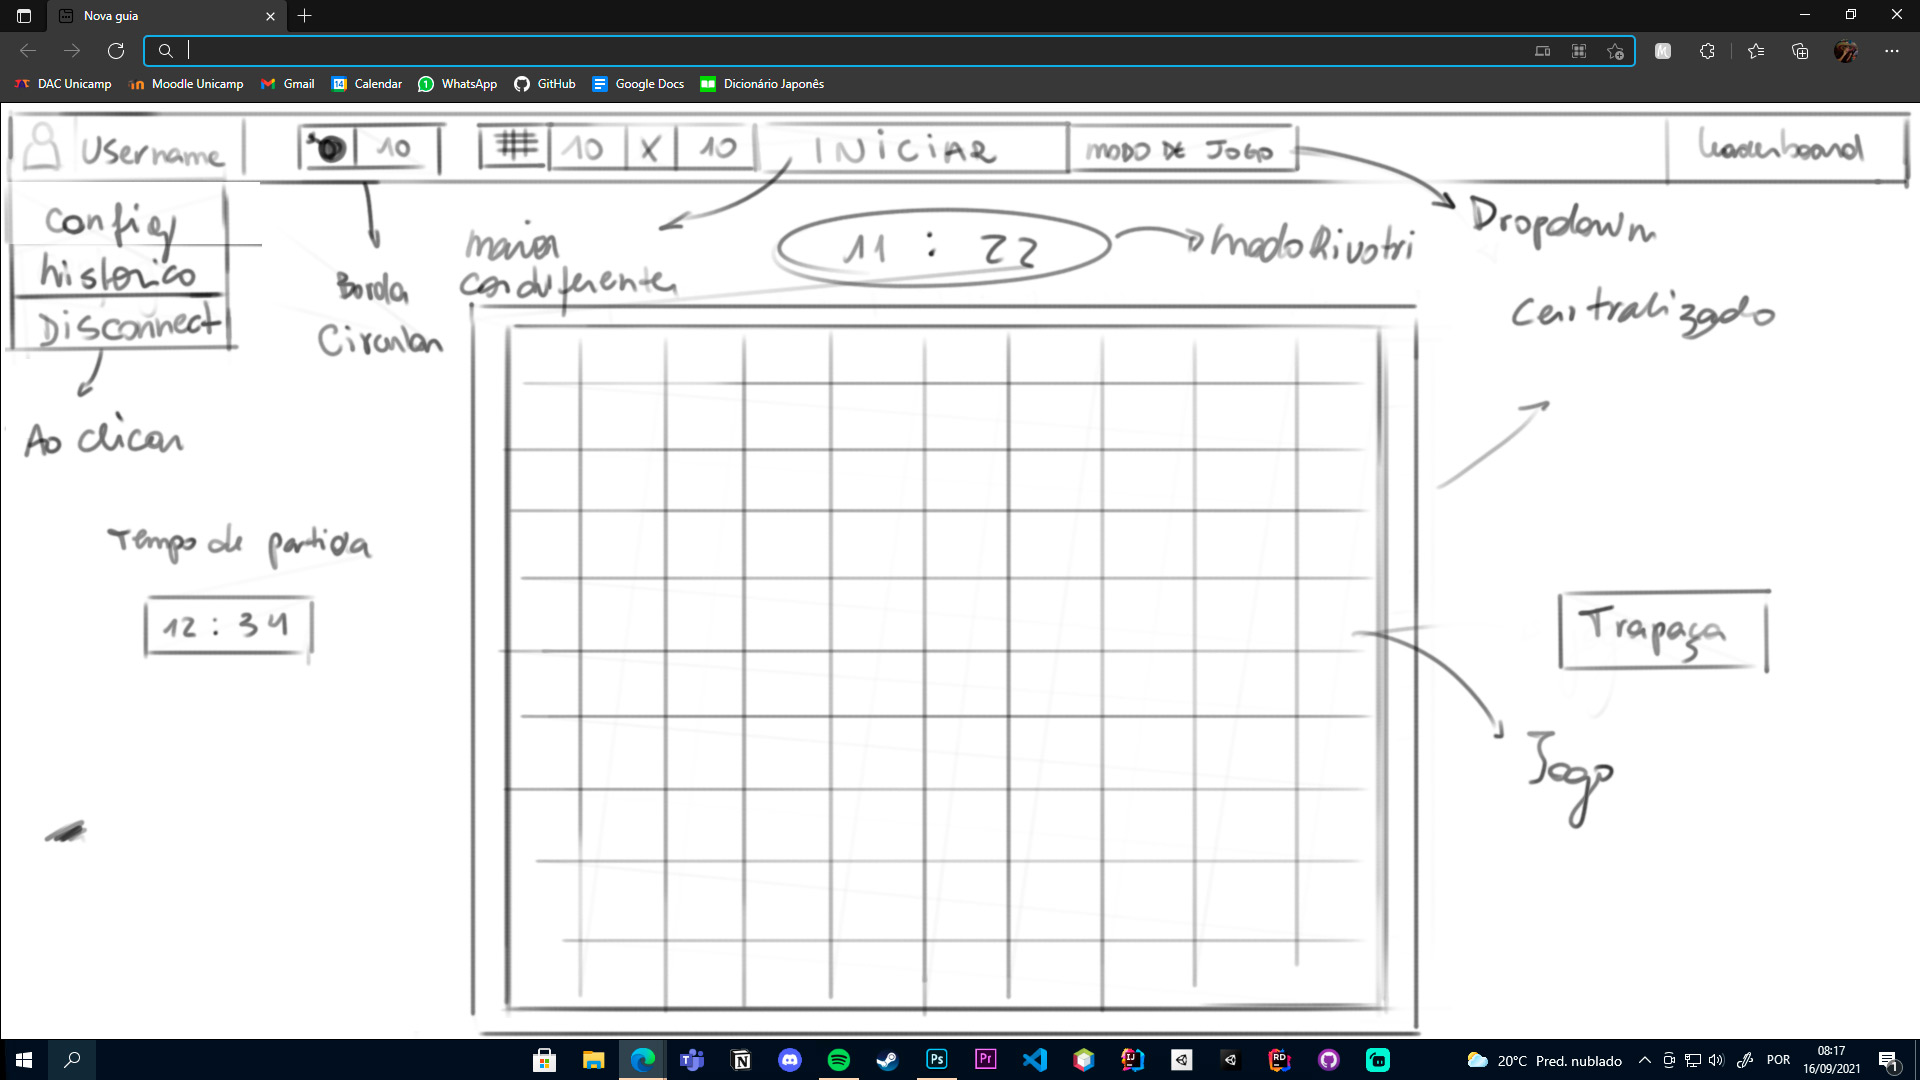 Nova guia
DAC Unicamp
Moodle Unicamp
Gmail
Calendar
WhatsApp
GitHub
Google Docs
Dicionário Japonês
Username
10
10 X 10
INICIAR
MODO DE JOGO
leaderboard
Config
historico
Disconnect
Ao clicar
Borda
Circular
maior
cor diferente
11 : 22
modo Rivotri
Dropdown
Centralizado
Tempo de partida
12 : 34
Trapaça
Jogo
20°C Pred. nublado
POR
08:17
16/09/2021